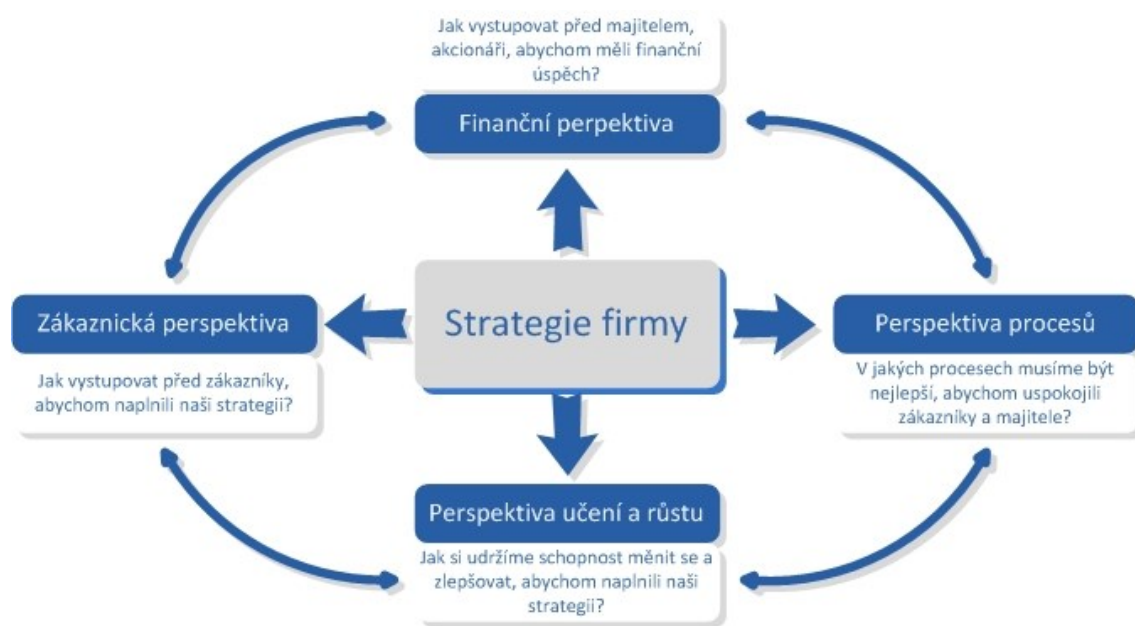 Jak vystupovat před majitelem,
akcionáři, abychom měli finanční
úspěch?
Finanční perpektiva
Zákaznická perspektiva
Jak vystupovat před zákazníky,
abychom naplnili naši strategii?
Strategie firmy
Perspektiva procesů
V jakých procesech musíme být
nejlepší, abychom uspokojili
zákazníky a majitele?
Perspektiva učení a růstu
Jak si udržíme schopnost měnit se a
zlepšovat, abychom naplnili naši
strategii?